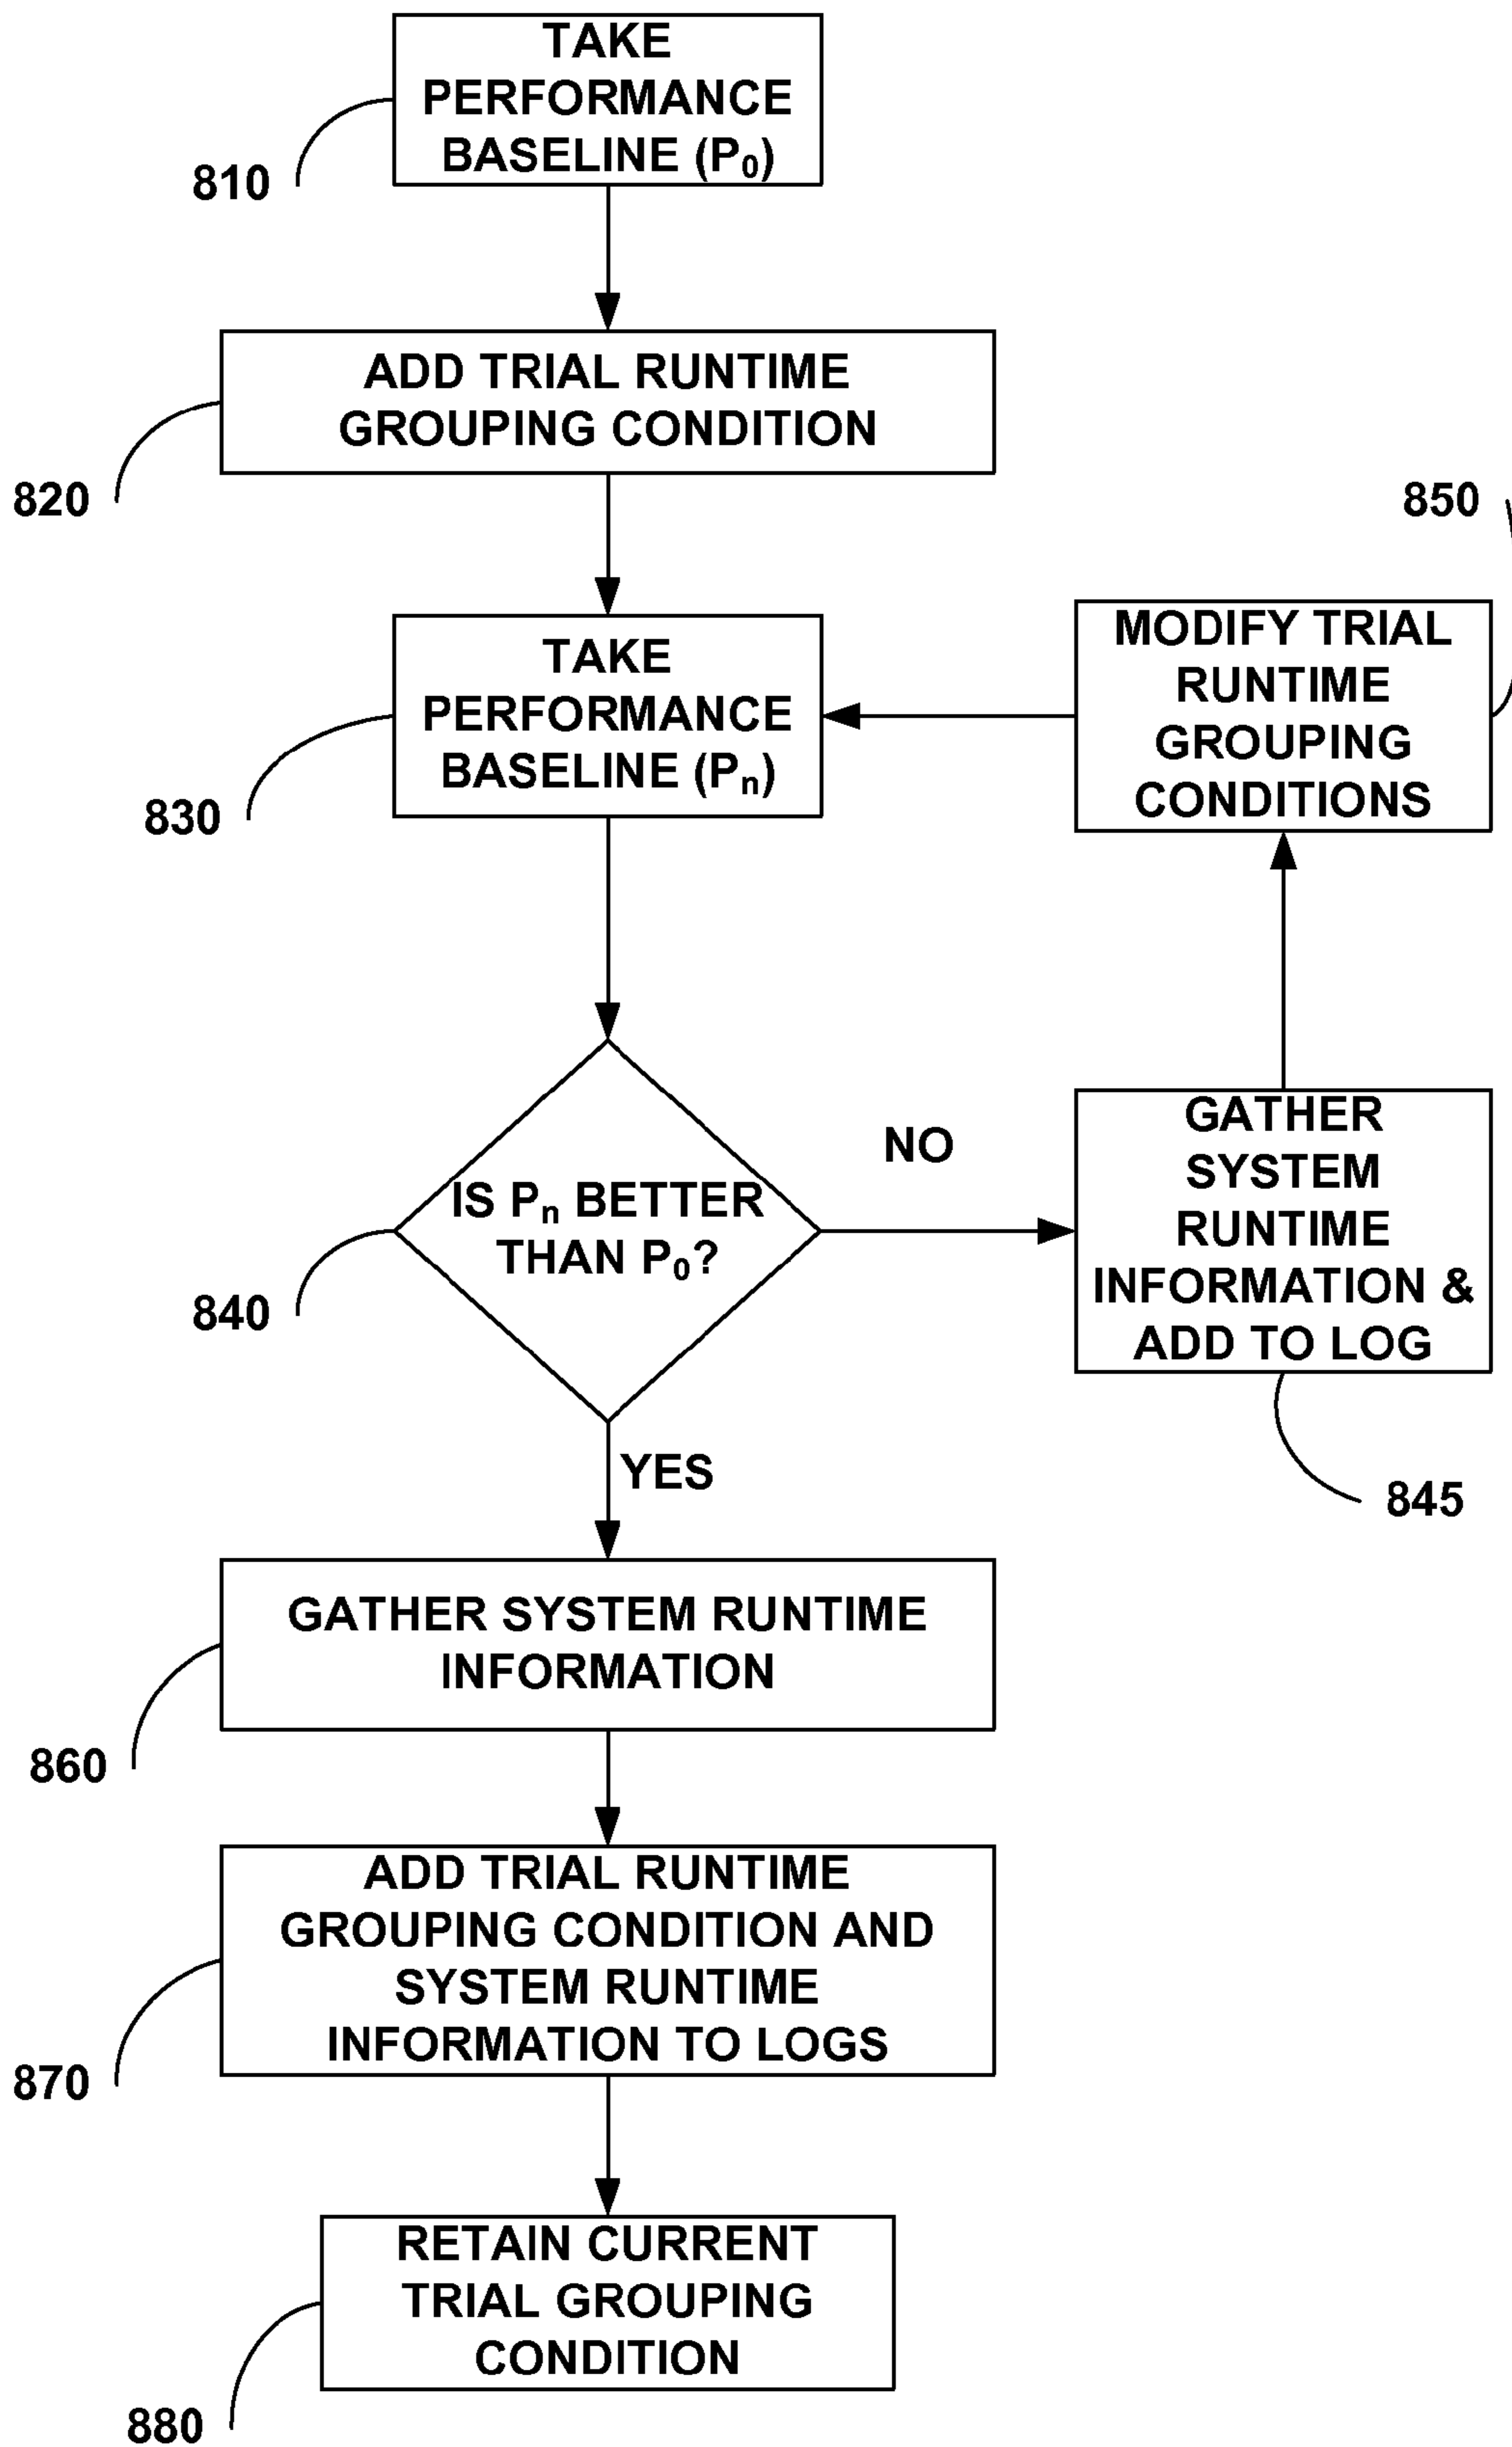 TAKE
PERFORMANCE
BASELINE (P₀)
810
ADD TRIAL RUNTIME
GROUPING CONDITION
820
850
TAKE
PERFORMANCE
BASELINE (Pₙ)
830
MODIFY TRIAL
RUNTIME
GROUPING
CONDITIONS
IS Pₙ BETTER
THAN P₀?
840
NO
GATHER
SYSTEM
RUNTIME
INFORMATION &
ADD TO LOG
845
YES
GATHER SYSTEM RUNTIME
INFORMATION
860
ADD TRIAL RUNTIME
GROUPING CONDITION AND
SYSTEM RUNTIME
INFORMATION TO LOGS
870
RETAIN CURRENT
TRIAL GROUPING
CONDITION
880